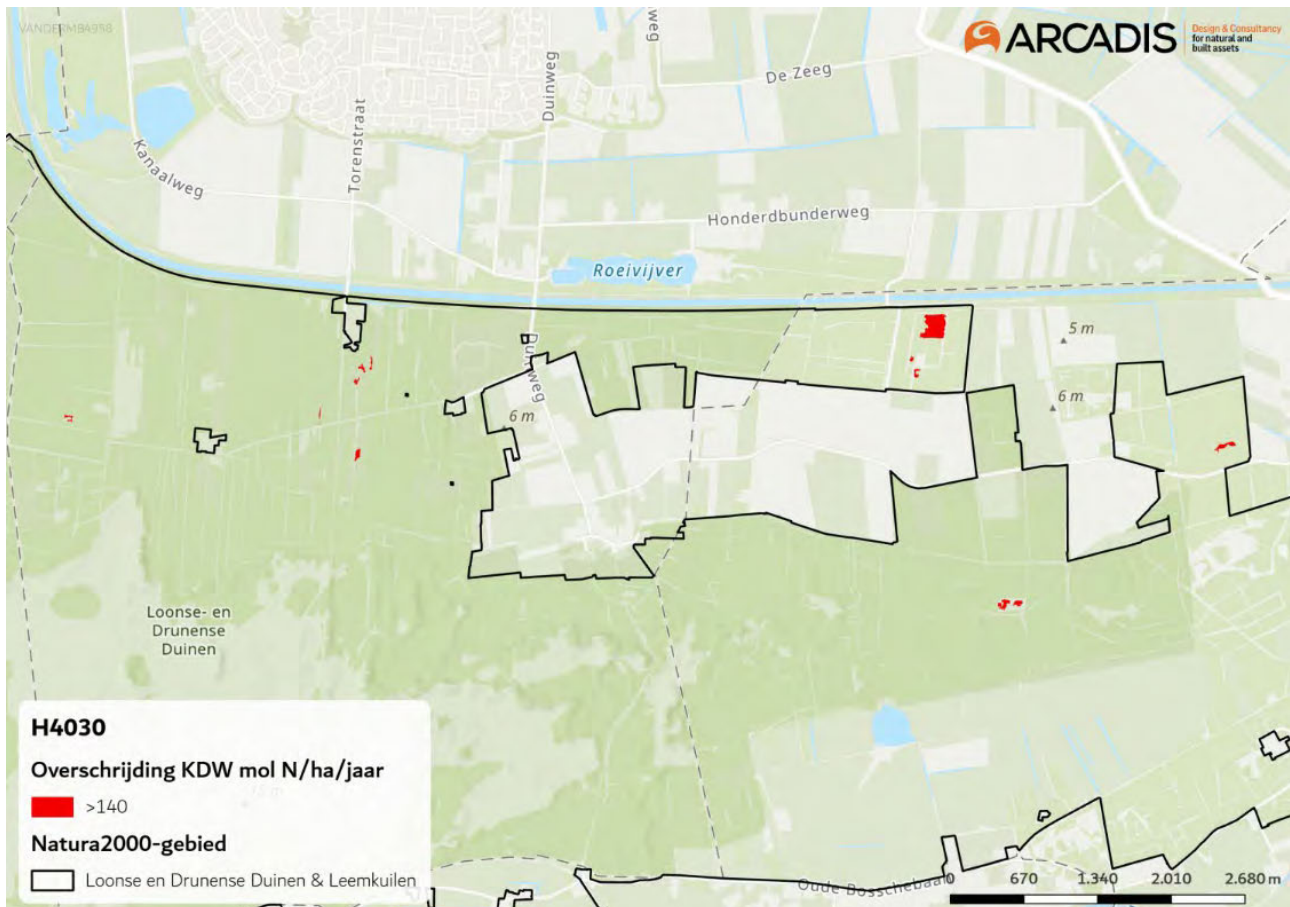 VANDERMBA958
ARCADIS
Design & Consultancy
for natural and
built assets
weg
De Zeeg
Duinweg
Torenstraat
Kanaalweg
Honderdbunderweg
Roeivijver
5 m
Duinweg
6 m
6 m
Loonse- en
Drunense
Duinen
H4030
Overschrijding KDW mol N/ha/jaar
>140
Natura2000-gebied
Loonse en Drunense Duinen & Leemkuilen
Oude Bosschebaan
0 670 1.340 2.010 2.680 m